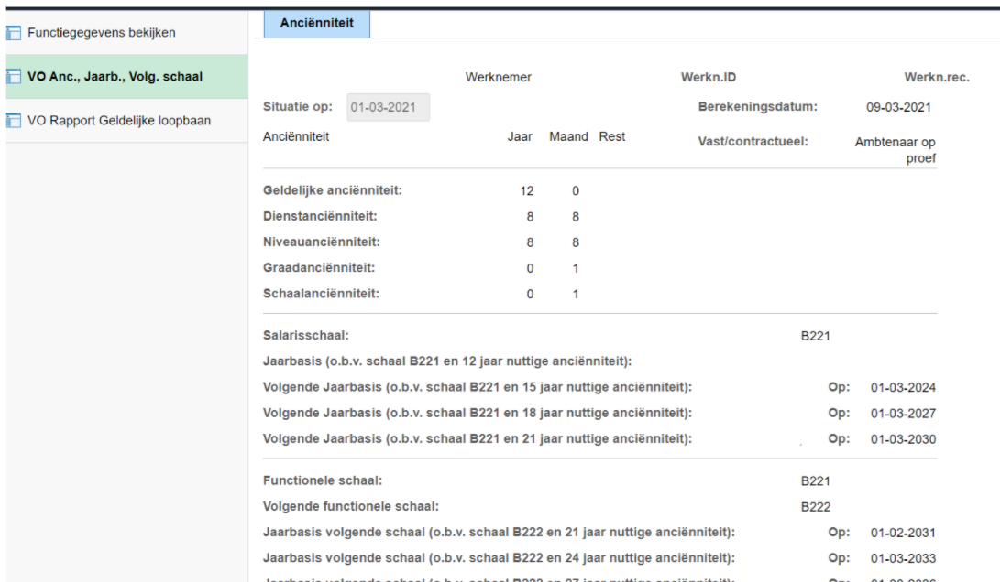 Functiegegevens bekijken
VO Anc., Jaarb., Volg. schaal
VO Rapport Geldelijke loopbaan
Anciënniteit
Werknemer Werkn.ID Werkn.rec.
Situatie op: 01-03-2021 Berekeningsdatum: 09-03-2021
Anciënniteit Jaar Maand Rest Vast/contractueel: Ambtenaar op
proef
Geldelijke anciënniteit: 12 0
Dienstanciënniteit: 8 8
Niveauanciënniteit: 8 8
Graadanciënniteit: 0 1
Schaalanciënniteit: 0 1
Salarisschaal: B221
Jaarbasis (o.b.v. schaal B221 en 12 jaar nuttige anciënniteit):
Volgende Jaarbasis (o.b.v. schaal B221 en 15 jaar nuttige anciënniteit): Op: 01-03-2024
Volgende Jaarbasis (o.b.v. schaal B221 en 18 jaar nuttige anciënniteit): Op: 01-03-2027
Volgende Jaarbasis (o.b.v. schaal B221 en 21 jaar nuttige anciënniteit): Op: 01-03-2030
Functionele schaal: B221
Volgende functionele schaal: B222
Jaarbasis volgende schaal (o.b.v. schaal B222 en 21 jaar nuttige anciënniteit): Op: 01-02-2031
Jaarbasis volgende schaal (o.b.v. schaal B222 en 24 jaar nuttige anciënniteit): Op: 01-03-2033
Jaarbasis volgende schaal (o.b.v. schaal B222 en 27 jaar nuttige anciënniteit): Op: